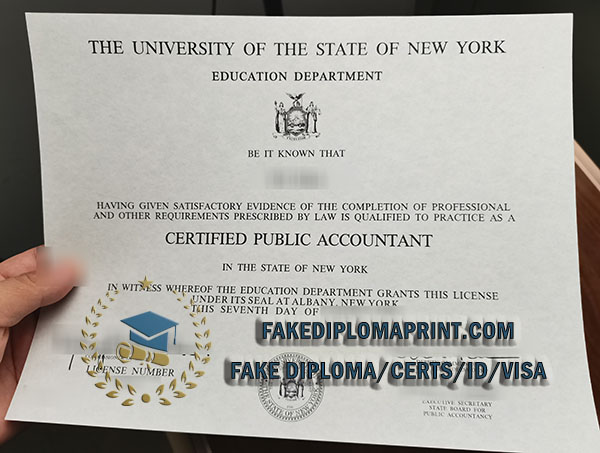 THE UNIVERSITY OF THE STATE OF NEW YORK
EDUCATION DEPARTMENT
EXCELSIOR
BE IT KNOWN THAT
HAVING GIVEN SATISFACTORY EVIDENCE OF THE COMPLETION OF PROFESSIONAL
AND OTHER REQUIREMENTS PRESCRIBED BY LAW IS QUALIFIED TO PRACTICE AS A
CERTIFIED PUBLIC ACCOUNTANT
IN THE STATE OF NEW YORK
IN WITNESS WHEREOF THE EDUCATION DEPARTMENT GRANTS THIS LICENSE
UNDER ITS SEAL AT ALBANY, NEW YORK
THIS SEVENTH DAY OF
FAKEDIPLOMAPRINT.COM
FAKE DIPLOMA/CERTS/ID/VISA
LICENSE NUMBER
EXECUTIVE SECRETARY
STATE BOARD FOR
PUBLIC ACCOUNTANCY